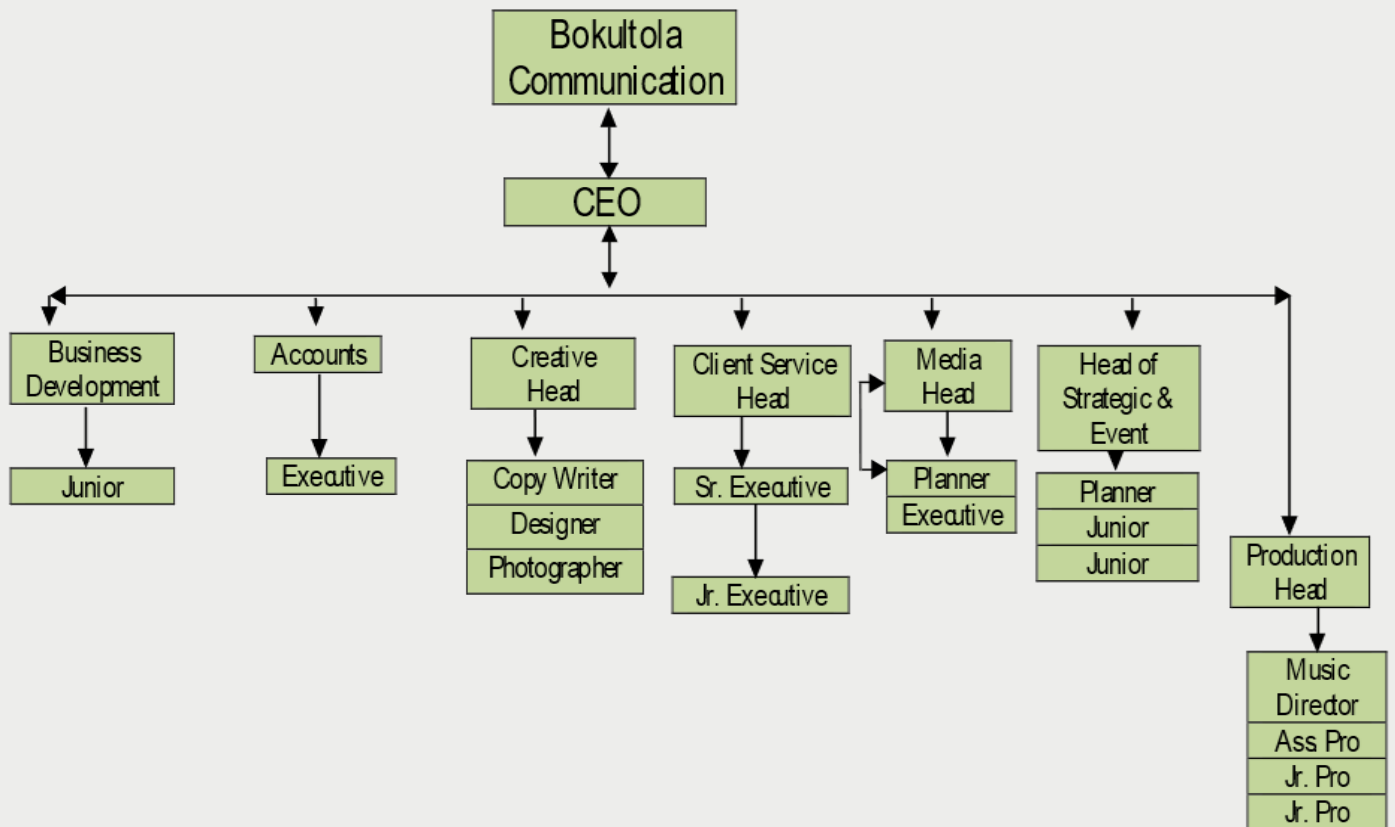 Bokultola
Communication
CEO
Business
Development
Junior
Accounts
Executive
Creative
Head
Copy Writer
Designer
Photographer
Client Service
Head
Sr. Executive
Jr. Executive
Media
Head
Planner
Executive
Head of
Strategic &
Event
Planner
Junior
Junior
Production
Head
Music
Director
Ass. Pro
Jr. Pro
Jr. Pro